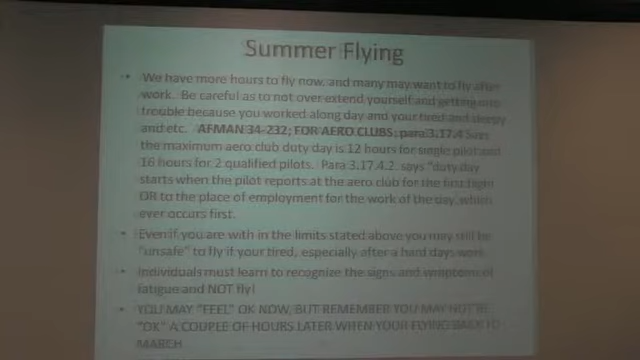 Summer Flying
• We have more hours to fly now, and many may want to fly after
work. Be careful as to not over extend yourself and getting into
trouble because you worked along day and your tired and sleepy
and etc. AFMAN 34-232; FOR AERO CLUBS; para 3.17.4 Says
the maximum aero club duty day is 12 hours for single pilot and
16 hours for 2 qualified pilots. Para 3.17.4.2 says "duty day
starts when the pilot reports at the aero club for the first flight
OR to the place of employment for the work of the day, which
ever occurs first.
• Even if you are with in the limits stated above you may still be
"unsafe" to fly if your tired, especially after a hard days work
• Individuals must learn to recognize the signs and symptoms of
fatigue and NOT fly!
• YOU MAY "FEEL" OK NOW, BUT REMEMBER YOU MAY NOT BE
"OK" A COUPLE OF HOURS LATER WHEN YOUR FLYING BACK TO
MARCH